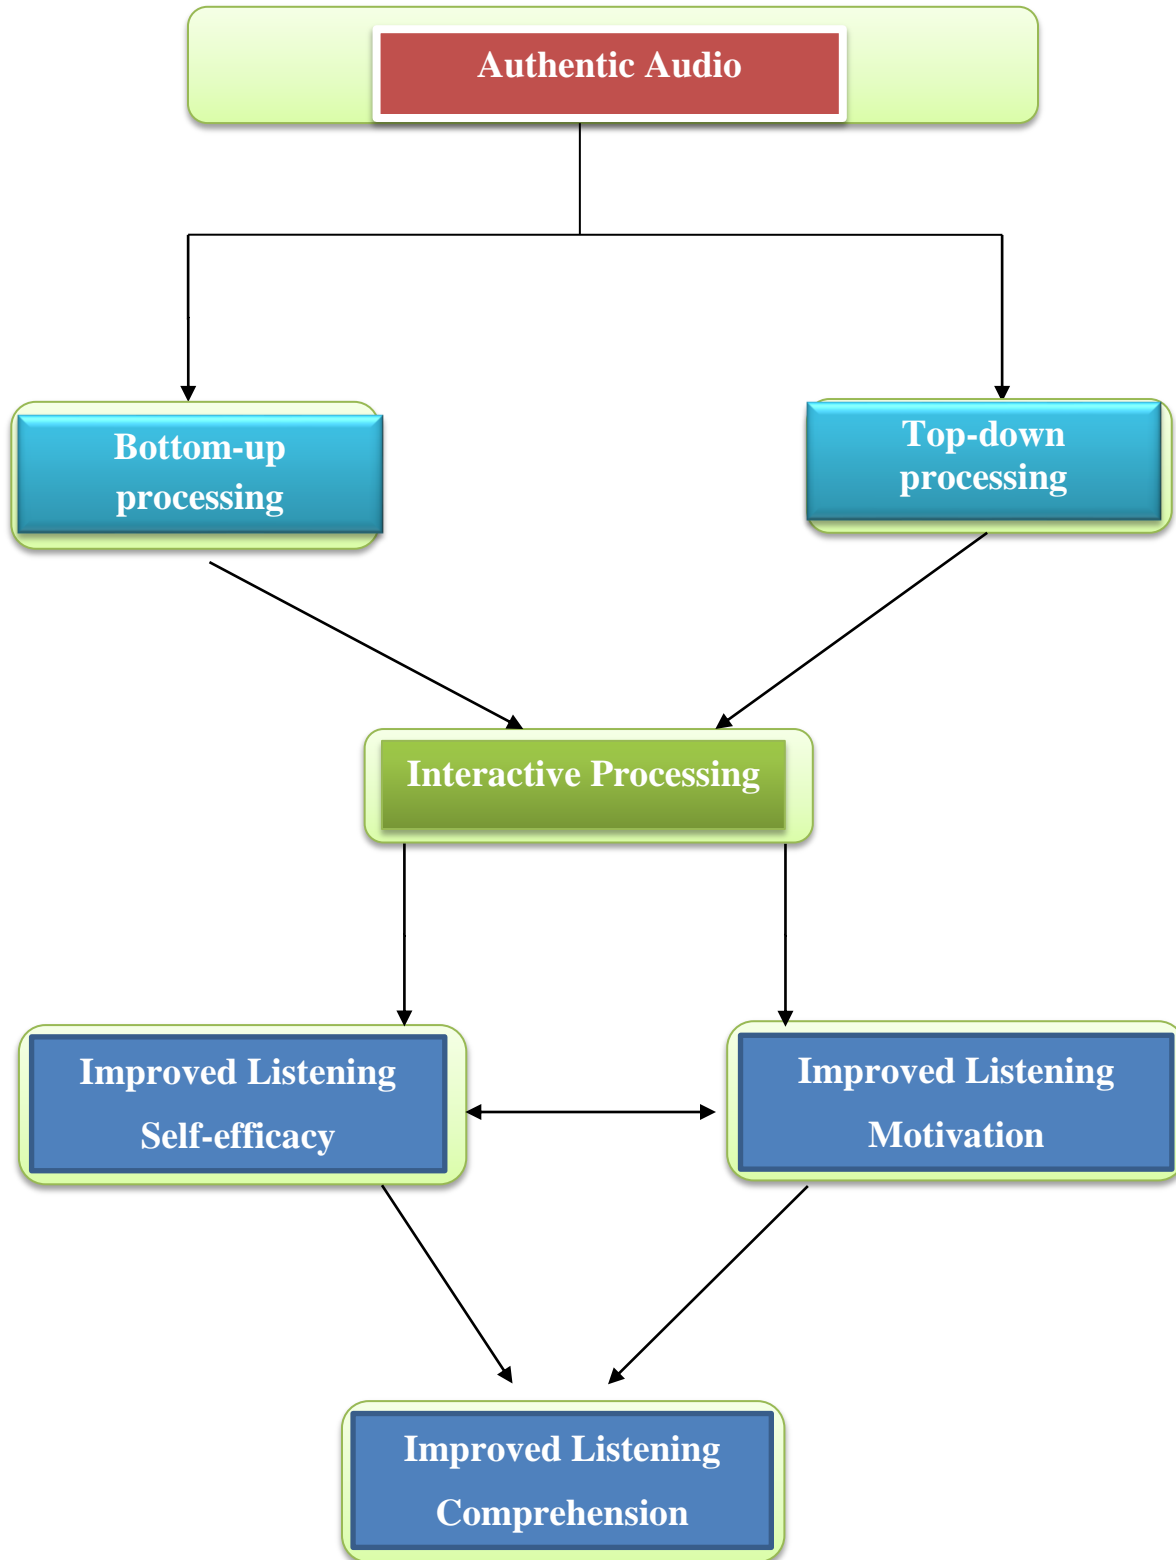 Authentic Audio
Bottom-up
processing
Top-down
processing
Interactive Processing
Improved Listening
Self-efficacy
Improved Listening
Motivation
Improved Listening
Comprehension